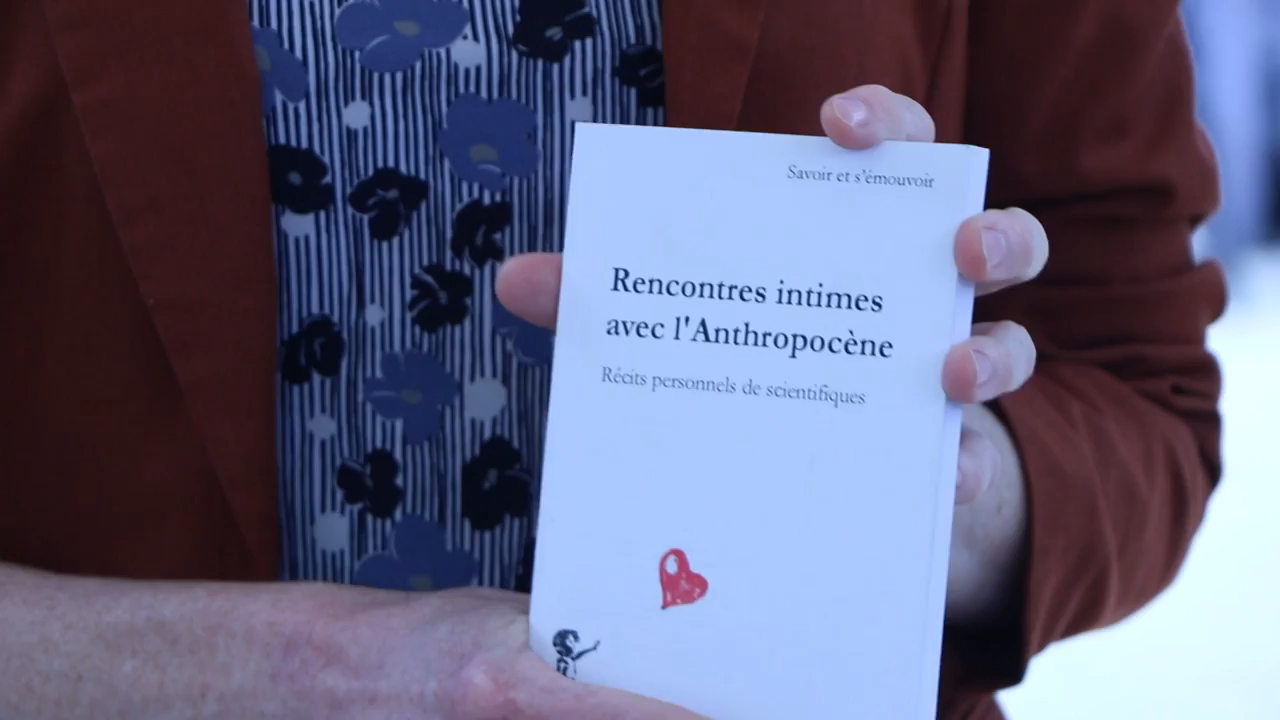 Savoir et s'émouvoir
Rencontres intimes
avec l'Anthropocène
Récits personnels de scientifiques